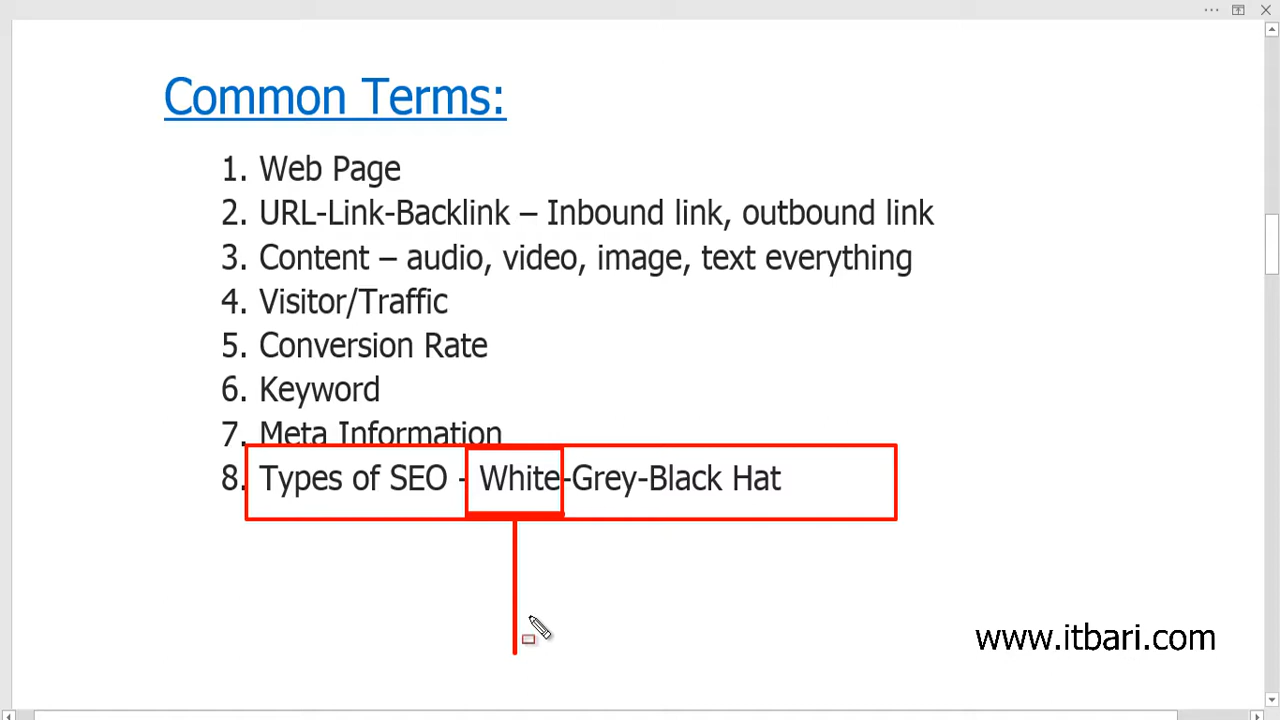 Common Terms:
1. Web Page
2. URL-Link-Backlink – Inbound link, outbound link
3. Content – audio, video, image, text everything
4. Visitor/Traffic
5. Conversion Rate
6. Keyword
7. Meta Information
8. Types of SEO - White-Grey-Black Hat
www.itbari.com